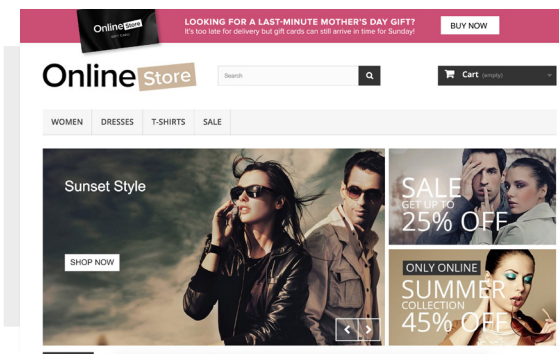 Online Store
GIFT CARD
LOOKING FOR A LAST-MINUTE MOTHER'S DAY GIFT?
It's too late for delivery but gift cards can still arrive in time for Sunday!
BUY NOW
Online Store
Search
Cart (empty)
WOMEN DRESSES T-SHIRTS SALE
Sunset Style
SHOP NOW
SALE
GET UP TO
25% OFF
ONLY ONLINE
SUMMER
COLLECTION
45% OFF